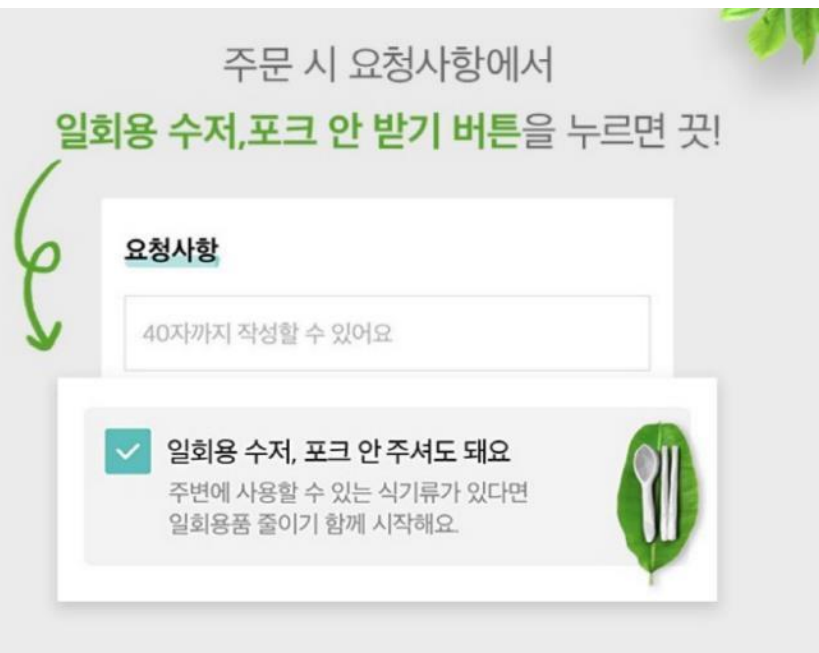 주문 시 요청사항에서
일회용 수저,포크 안 받기 버튼을 누르면 끗!
요청사항
40자까지 작성할 수 있어요
일회용 수저, 포크 안 주셔도 돼요
주변에 사용할 수 있는 식기류가 있다면
일회용품 줄이기 함께 시작해요.